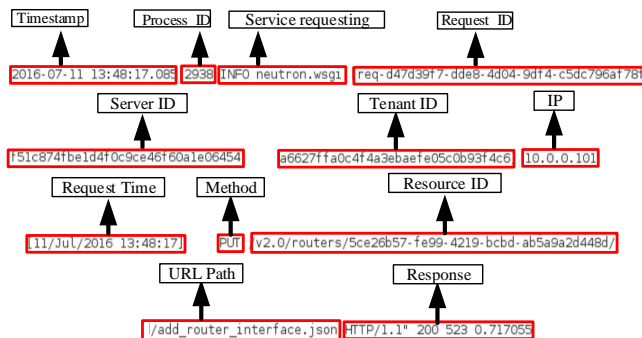 Timestamp Process ID Service requesting Request ID
2016-07-11 13:48:17.085 2938 INFO neutron.wsgi req-d47d39f7-dde8-4d04-9df4-c5dc796af78f
Server ID Tenant ID IP
f51c874fbe1d4f0c9ce46f60a1e06454 a6627ffa0c4f4a3ebaefe05c0b93f4c6 10.0.0.101
Request Time Method Resource ID
[11/Jul/2016 13:48:17] PUT /v2.0/routers/5ce26b57-fe99-4219-bcbd-ab5a9a2d448d/
URL Path Response
/add_router_interface.json HTTP/1.1" 200 523 0.717055